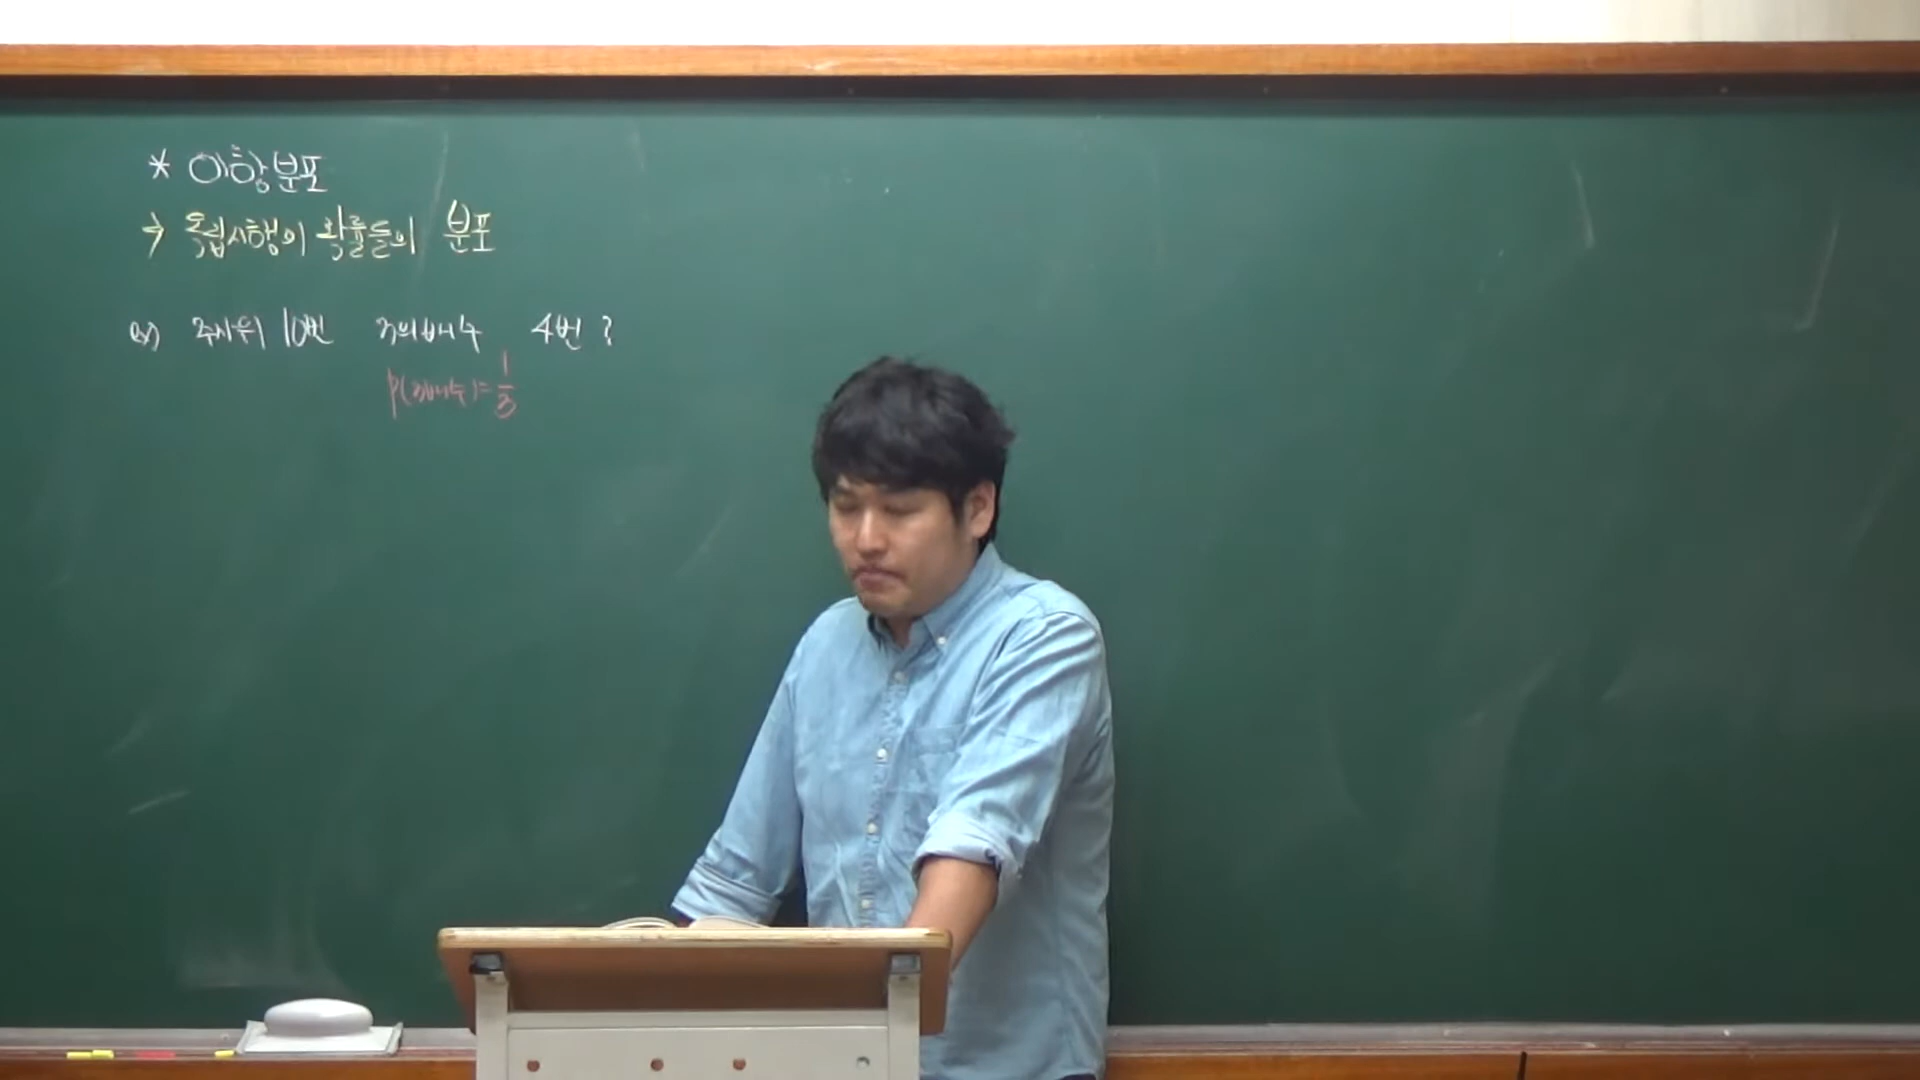 * 이항분포
→ 독립시행의 확률들의 분포
ex) 주사위 10번 3의배수 4번 ?
P(3배수)=1/3